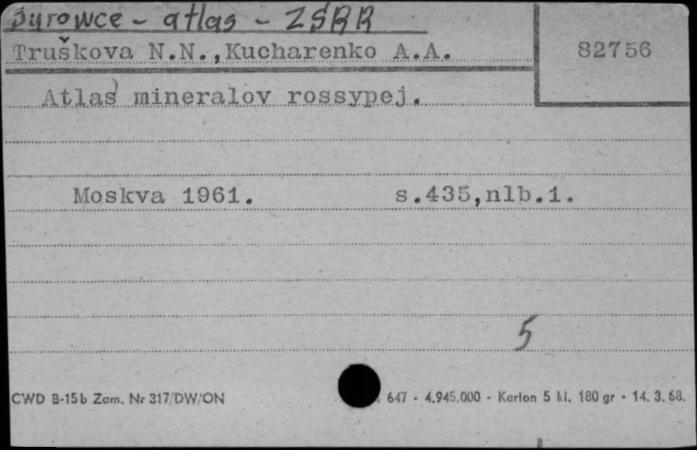 Surowce - atlas - ZSRR
Truškova N.N., Kucharenko A.A.
82756
Atlas mineralov rossypej.
Moskva 1961. s.435,nlb.1.
5
CWD B-15b Zam. Nr 317/DW/ON 647 - 4.945.000 - Karton 5 kl. 180 gr - 14. 3. 68.